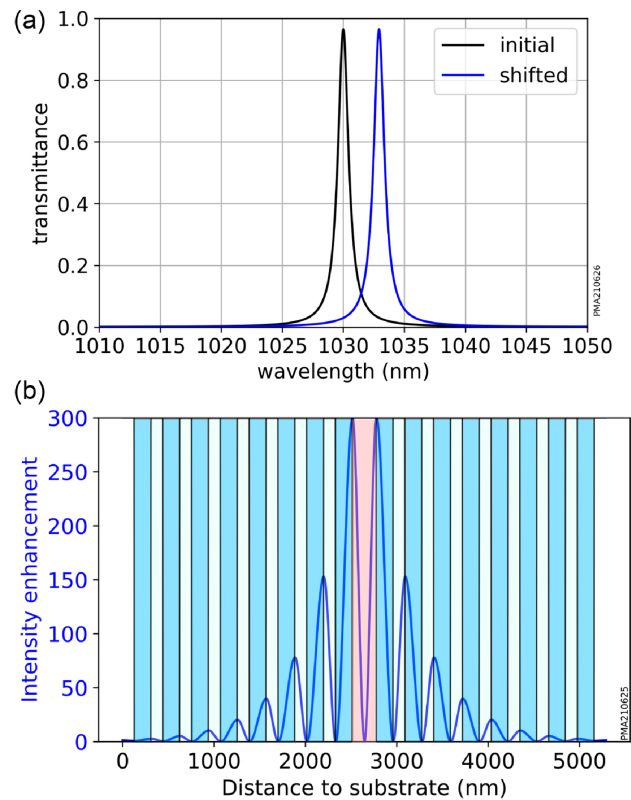 (a)
1.0
0.8
0.6
0.4
0.2
0.0
transmittance
initial
shifted
1010 1015 1020 1025 1030 1035 1040 1045 1050
wavelength (nm)
PMA210626
(b)
300
250
200
150
100
50
0
Intensity enhancement
0 1000 2000 3000 4000 5000
Distance to substrate (nm)
PMA210625